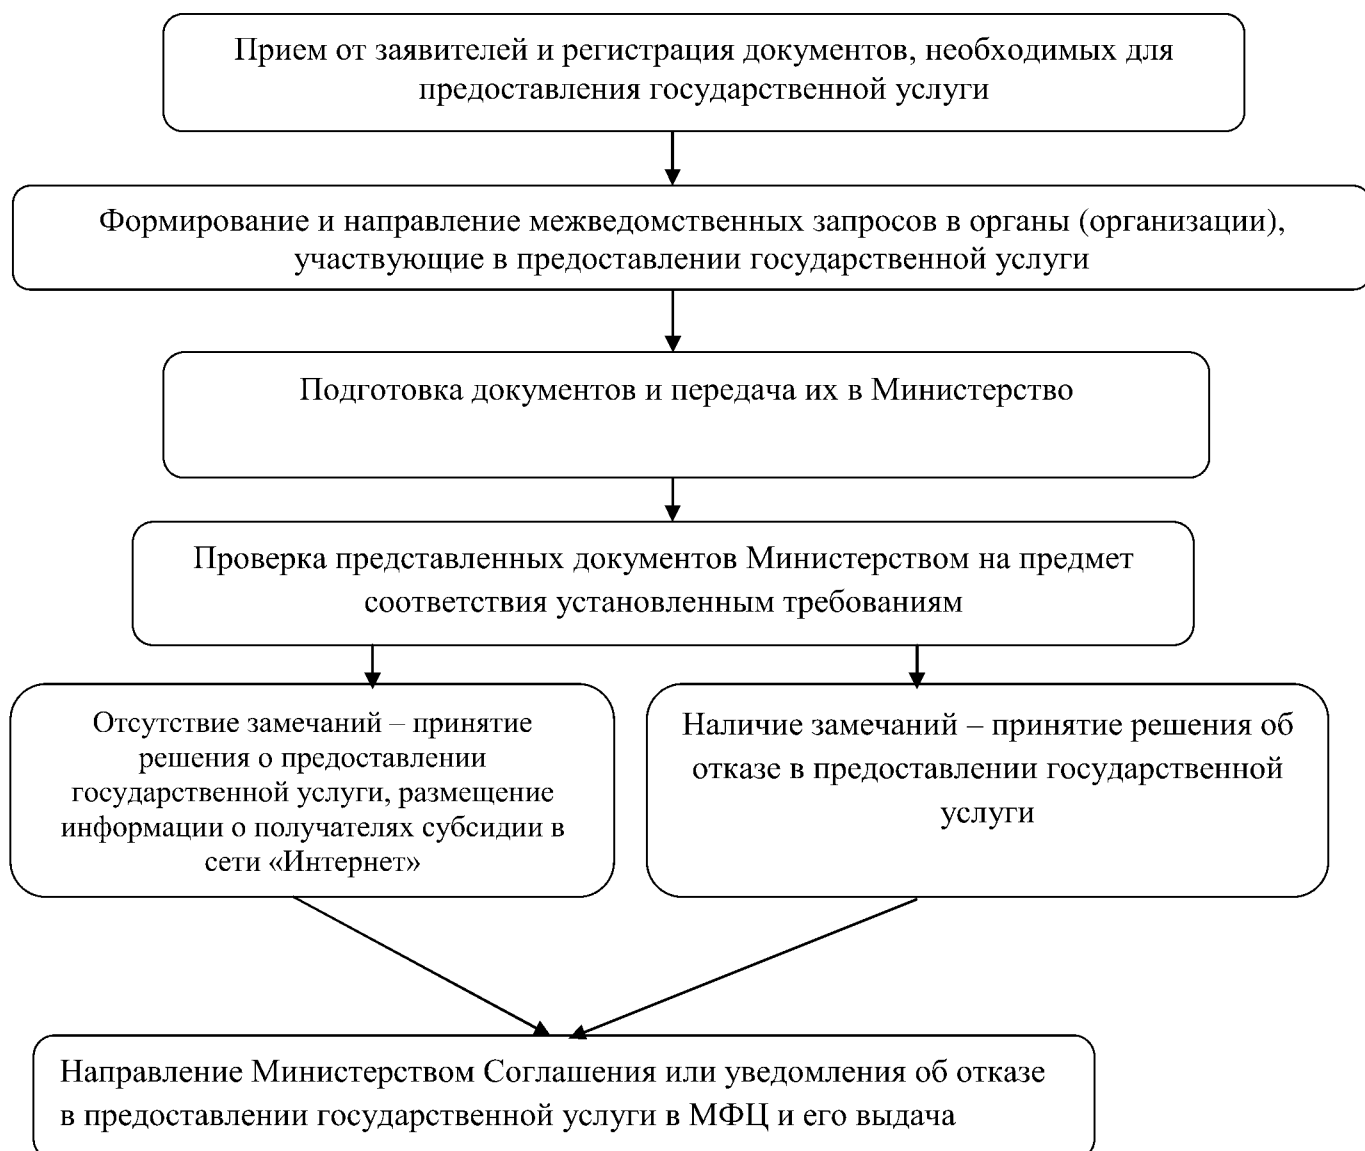 Прием от заявителей и регистрация документов, необходимых для
предоставления государственной услуги
Формирование и направление межведомственных запросов в органы (организации),
участвующие в предоставлении государственной услуги
Подготовка документов и передача их в Министерство
Проверка представленных документов Министерством на предмет
соответствия установленным требованиям
Отсутствие замечаний – принятие
решения о предоставлении
государственной услуги, размещение
информации о получателях субсидии в
сети «Интернет»
Наличие замечаний – принятие решения об
отказе в предоставлении государственной
услуги
Направление Министерством Соглашения или уведомления об отказе
в предоставлении государственной услуги в МФЦ и его выдача